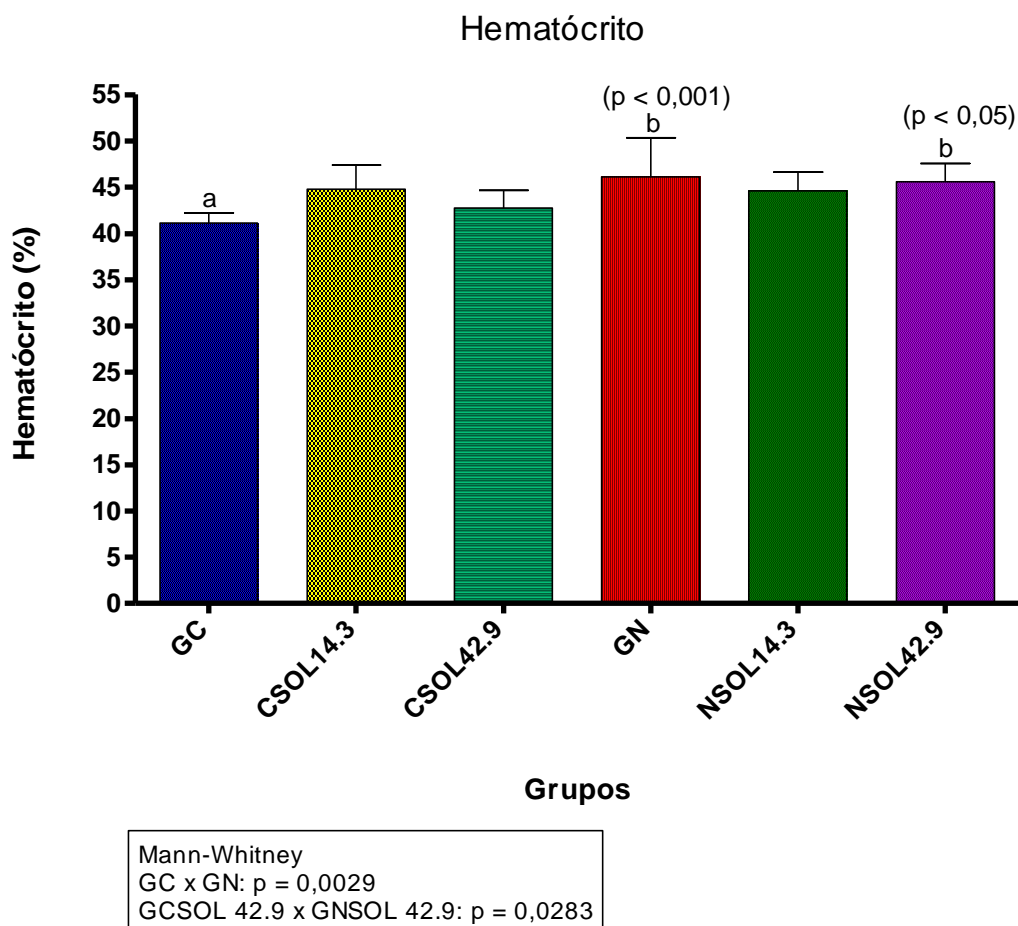 Hematócrito
(p < 0,001)
(p < 0,05)
a
b
b
55
50
45
40
35
30
25
20
15
10
5
0
Hematócrito (%)
GC
CSOL14.3
CSOL42.9
GN
NSOL14.3
NSOL42.9
Grupos
Mann-Whitney
GC x GN: p = 0,0029
GCSOL 42.9 x GNSOL 42.9: p = 0,0283